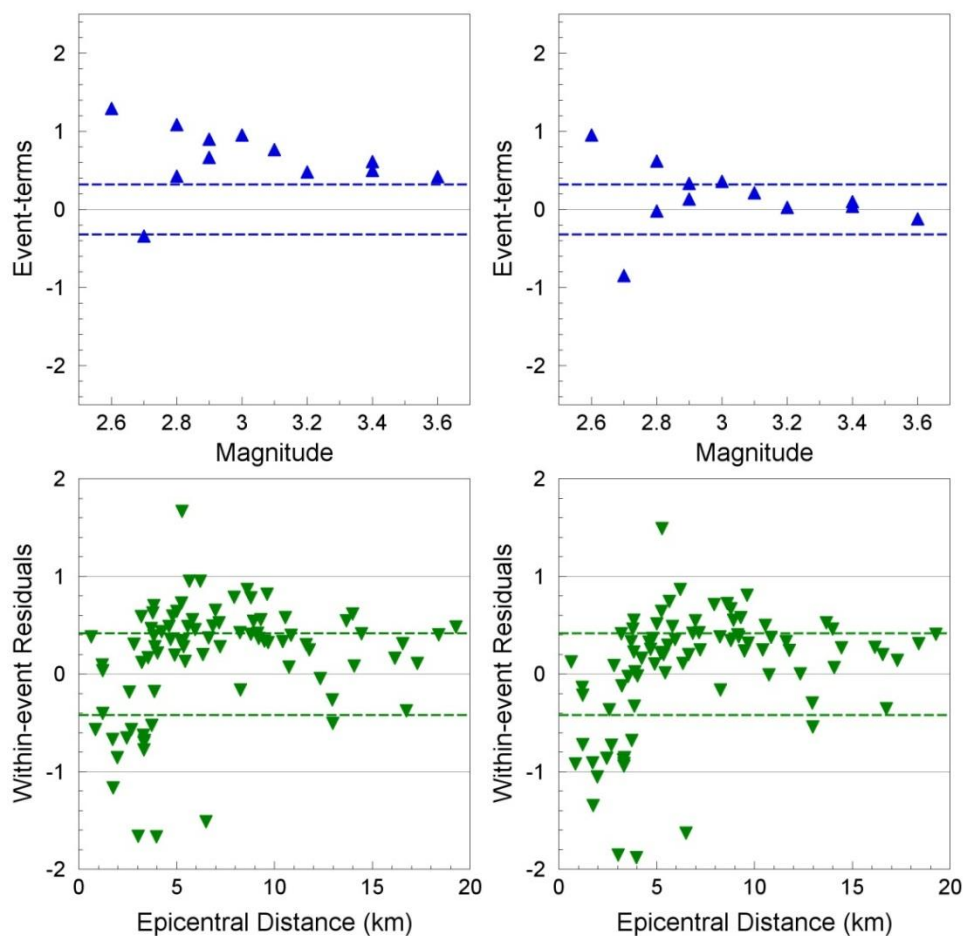 2
1
0
-1
-2
Event-terms
2.6 2.8 3 3.2 3.4 3.6
Magnitude
2
1
0
-1
-2
Event-terms
2.6 2.8 3 3.2 3.4 3.6
Magnitude
2
1
0
-1
-2
Within-event Residuals
0 5 10 15 20
Epicentral Distance (km)
2
1
0
-1
-2
Within-event Residuals
0 5 10 15 20
Epicentral Distance (km)